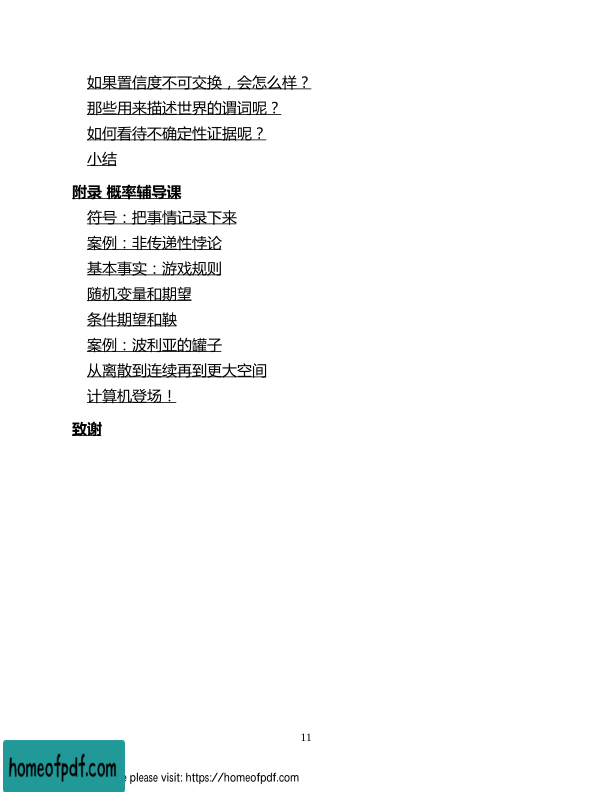 如果置信度不可交换，会怎么样？
那些用来描述世界的谓词呢？
如何看待不确定性证据呢？
小结
附录 概率辅导课
符号：把事情记录下来
案例：非传递性悖论
基本事实：游戏规则
随机变量和期望
条件期望和鞅
案例：波利亚的罐子
从离散到连续再到更大空间
计算机登场！
致谢
11
homeofpdf.com
please visit: https://homeofpdf.com